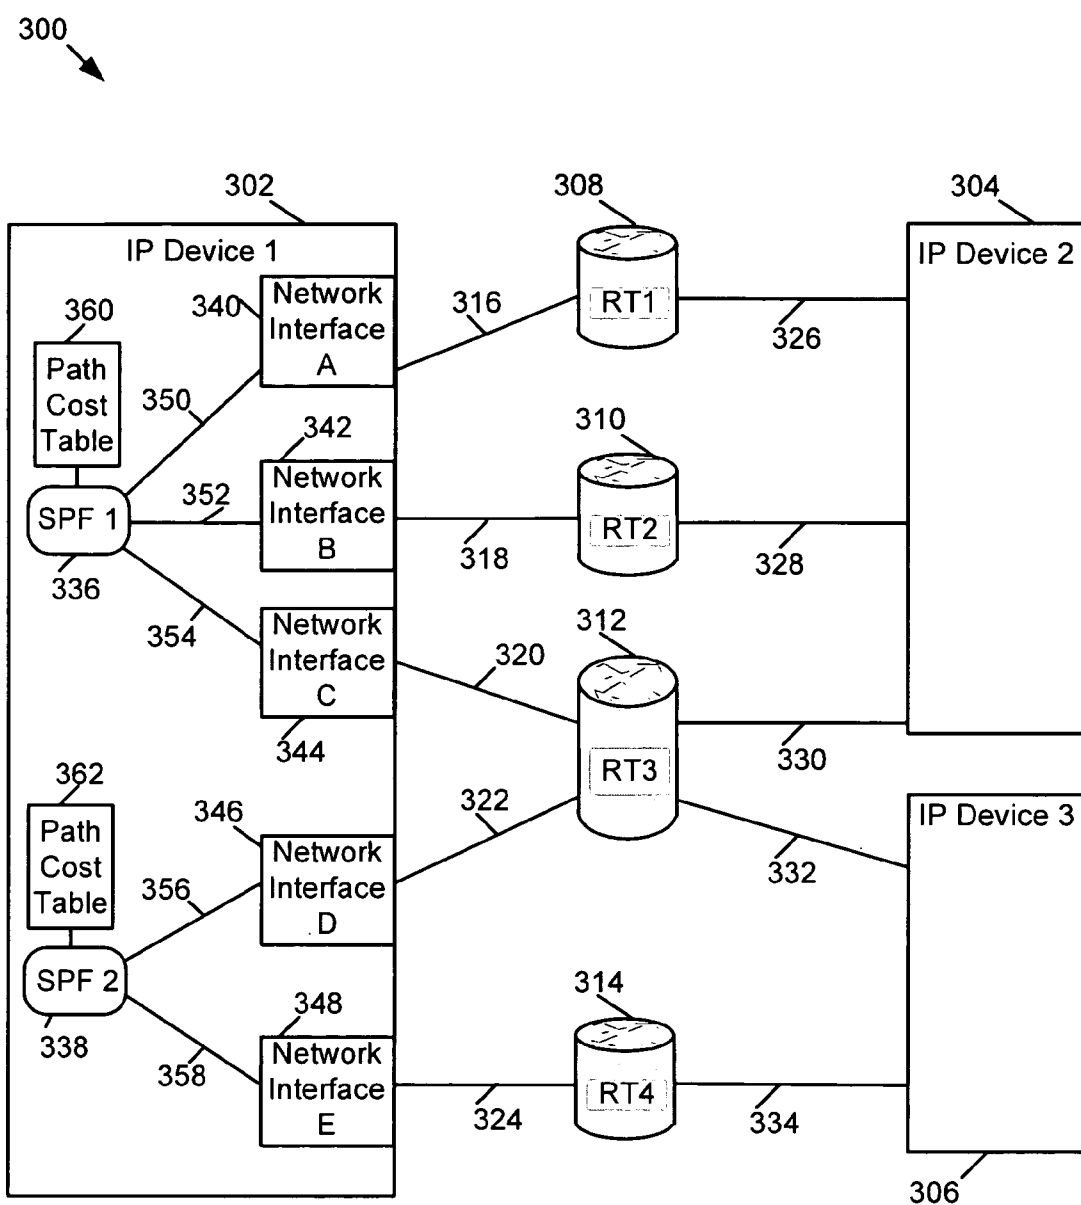 300
302
308
304
IP Device 1
IP Device 2
360
340
Network
Interface
A
316
RT1
326
Path
Cost
Table
350
342
310
352
Network
Interface
B
SPF 1
318
RT2
328
336
354
Network
Interface
C
320
312
344
330
RT3
362
346
322
IP Device 3
Path
Cost
Table
356
Network
Interface
D
332
SPF 2
348
314
338
358
Network
Interface
E
324
RT4
334
306